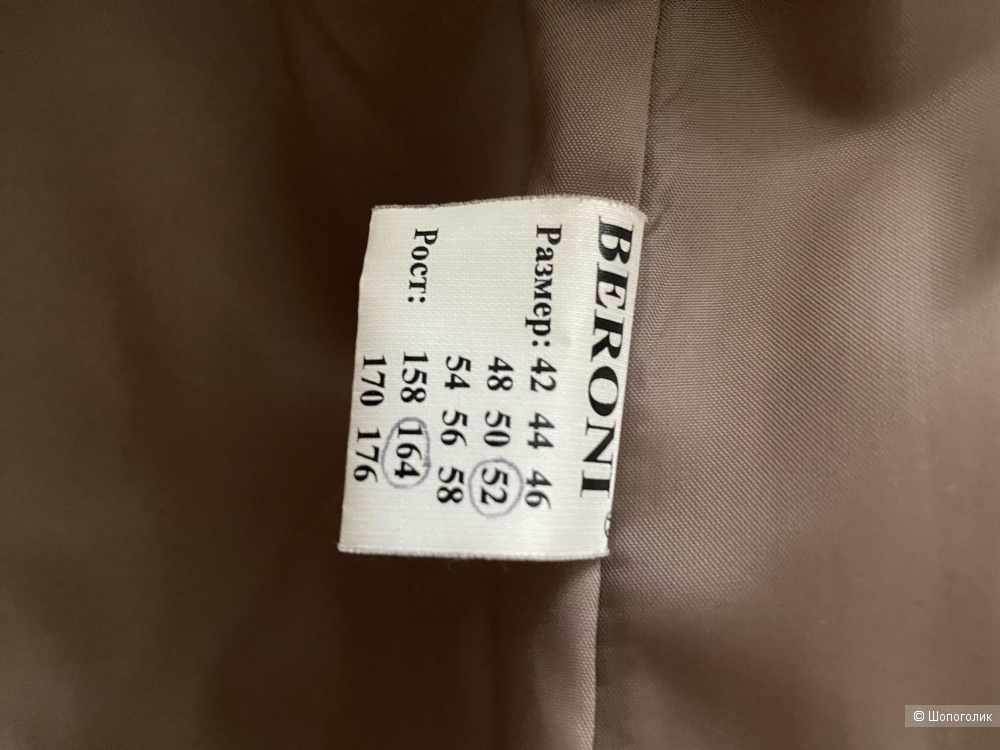 BERONI
Размер: 42 44 46
48 50 52
54 56 58
Рост: 158 164
170 176
© Шопоголик